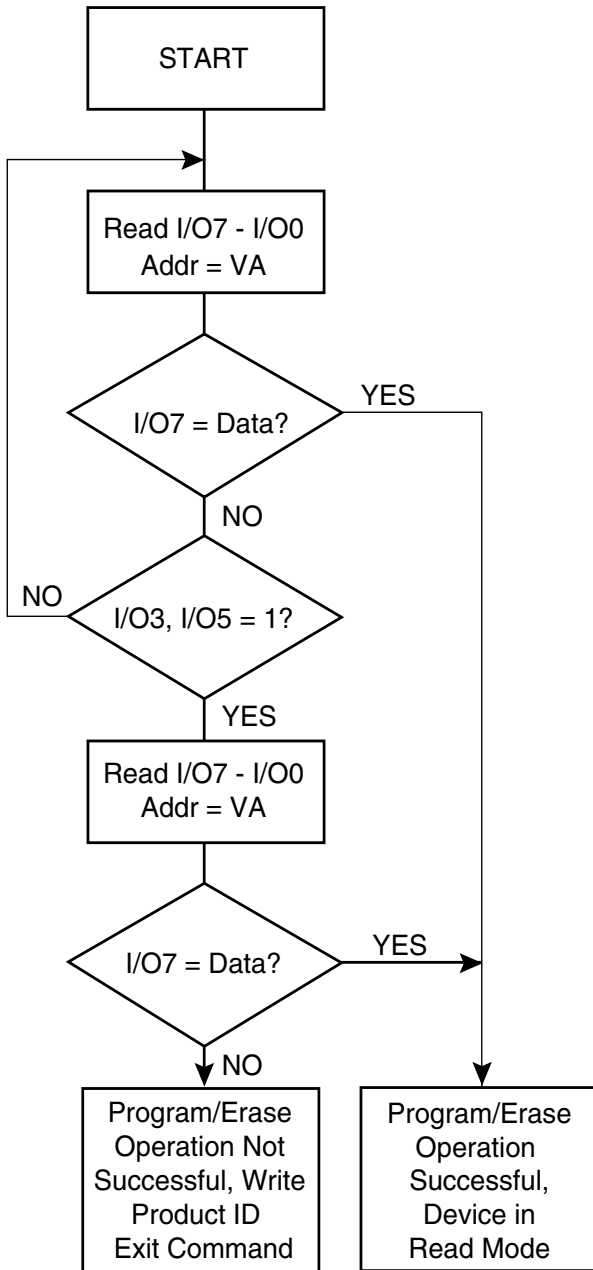 START
Read I/O7 - I/O0
Addr = VA
I/O7 = Data?
YES
NO
NO
I/O3, I/O5 = 1?
YES
Read I/O7 - I/O0
Addr = VA
I/O7 = Data?
YES
NO
Program/Erase
Operation Not
Successful, Write
Product ID
Exit Command
Program/Erase
Operation
Successful,
Device in
Read Mode